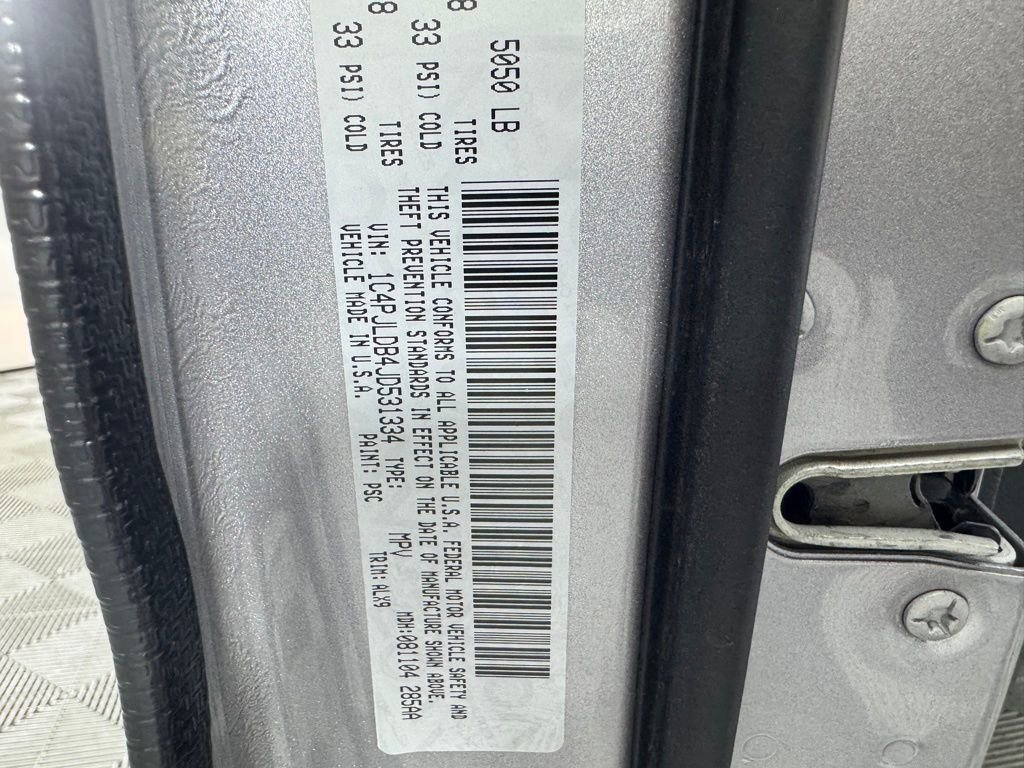 8 5050 LB
8 TIRES
33 PSI) COLD
TIRES
33 PSI) COLD
THIS VEHICLE CONFORMS TO ALL APPLICABLE U.S.A. FEDERAL MOTOR VEHICLE SAFETY AND
THEFT PREVENTION STANDARDS IN EFFECT ON THE DATE OF MANUFACTURE SHOWN ABOVE.
VIN: 1C4PJLDB4JD531334 TYPE: MPV MDH:081104 285AA
VEHICLE MADE IN U.S.A. PAINT: PSC TRIM:ALX9